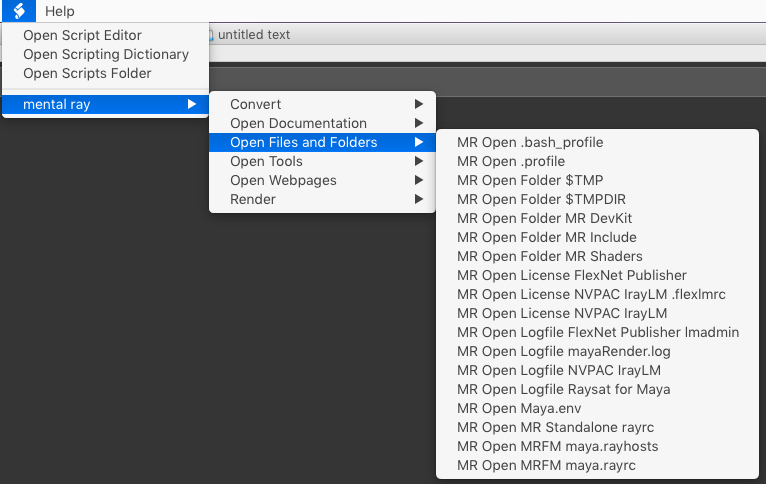 Help
untitled text
Open Script Editor
Open Scripting Dictionary
Open Scripts Folder
mental ray
Convert
Open Documentation
Open Files and Folders
Open Tools
Open Webpages
Render
MR Open .bash_profile
MR Open .profile
MR Open Folder $TMP
MR Open Folder $TMPDIR
MR Open Folder MR DevKit
MR Open Folder MR Include
MR Open Folder MR Shaders
MR Open License FlexNet Publisher
MR Open License NVPAC IrayLM .flexlmrc
MR Open License NVPAC IrayLM
MR Open Logfile FlexNet Publisher lmadmin
MR Open Logfile mayaRender.log
MR Open Logfile NVPAC IrayLM
MR Open Logfile Raysat for Maya
MR Open Maya.env
MR Open MR Standalone rayrc
MR Open MRFM maya.rayhosts
MR Open MRFM maya.rayrc